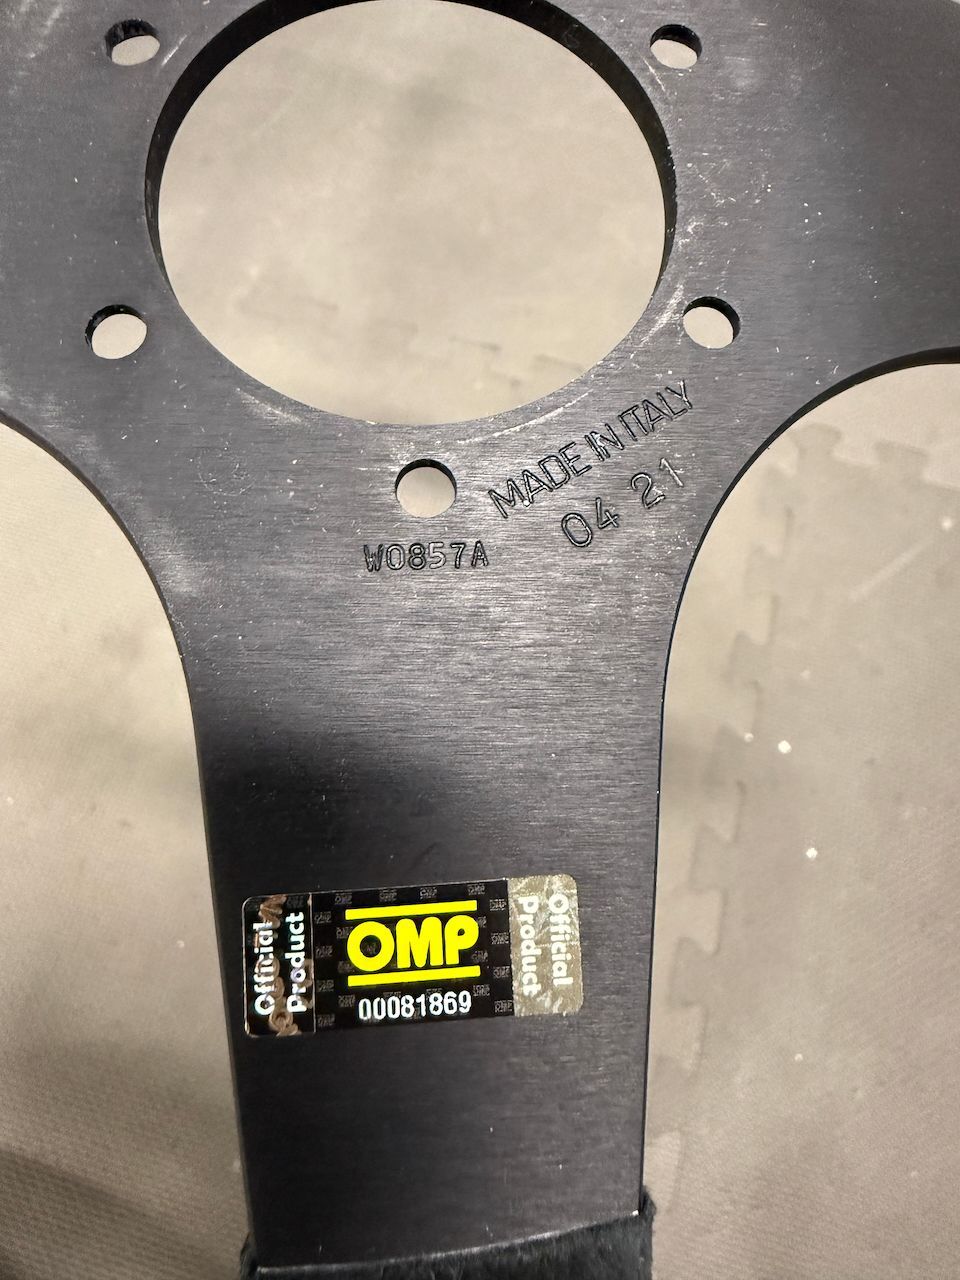 MADE IN ITALY
04 21
W0857A
Official
Product
OMP
00081869
Official
Product